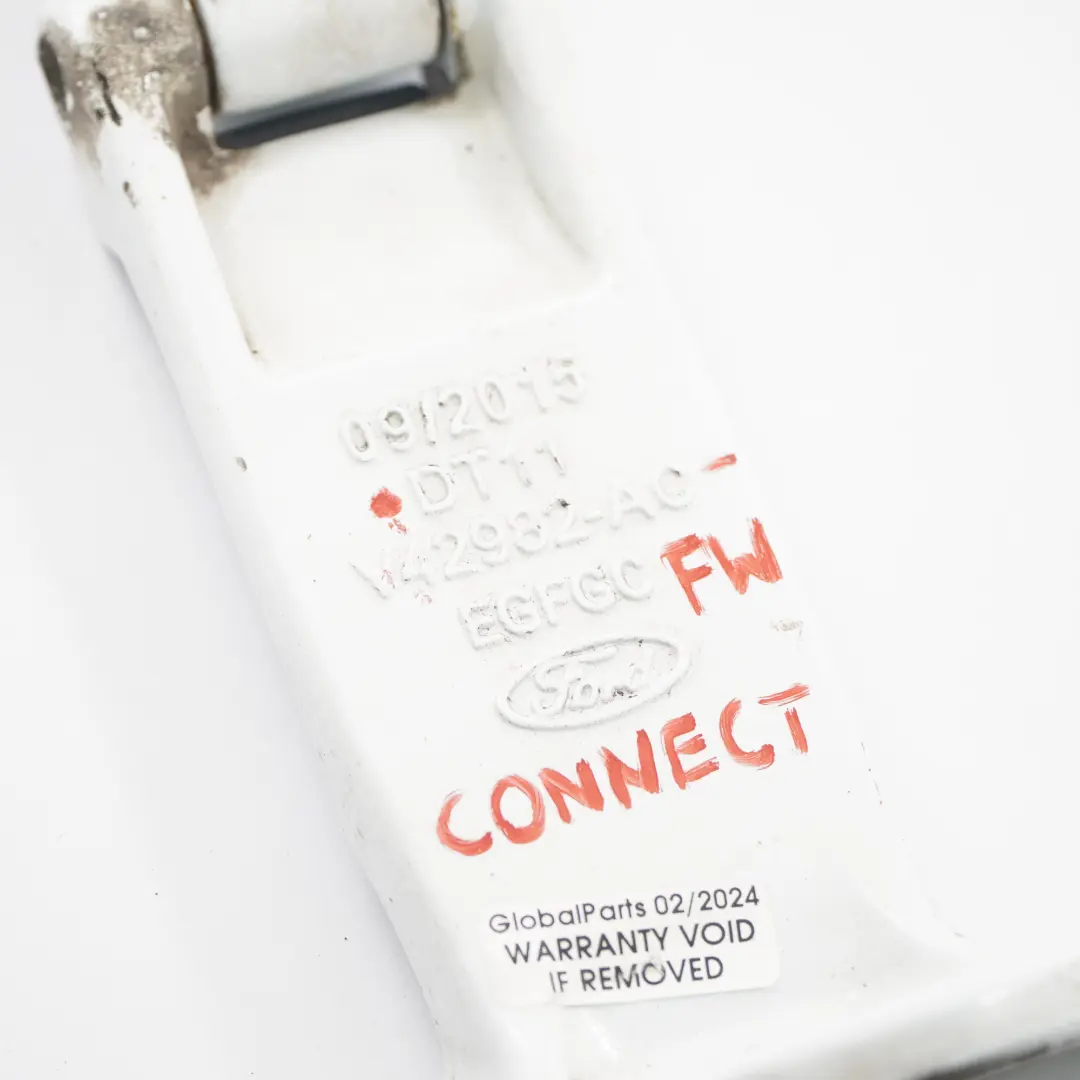 09/2015
DT11
V42982-AC
EGFGC
FW
Ford
CONNECT
GlobalParts 02/2024
WARRANTY VOID
IF REMOVED